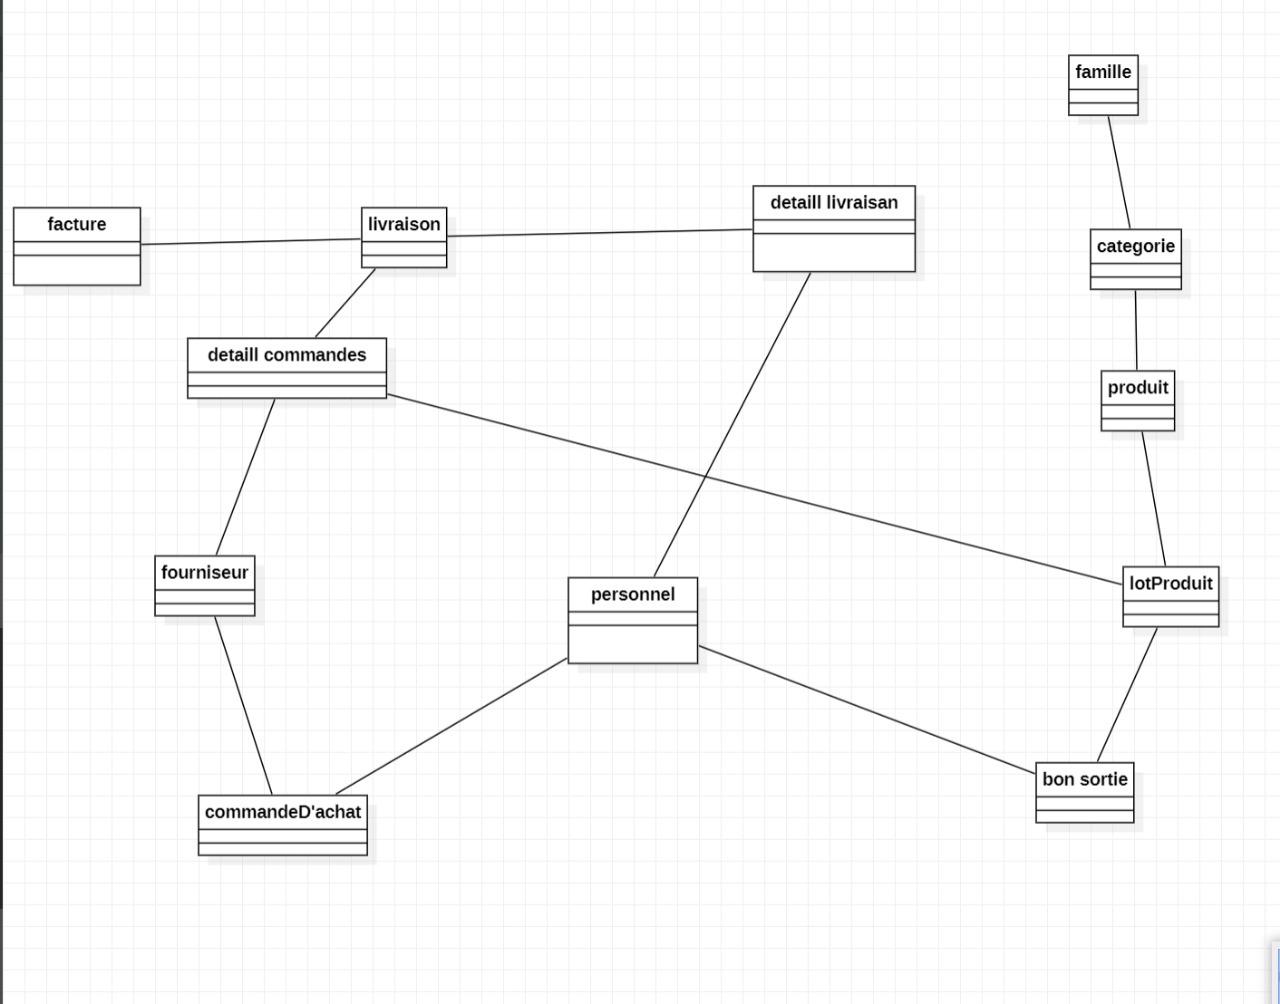 famille
detaill livraisan
facture
livraison
categorie
detaill commandes
produit
fourniseur
lotProduit
personnel
bon sortie
commandeD'achat